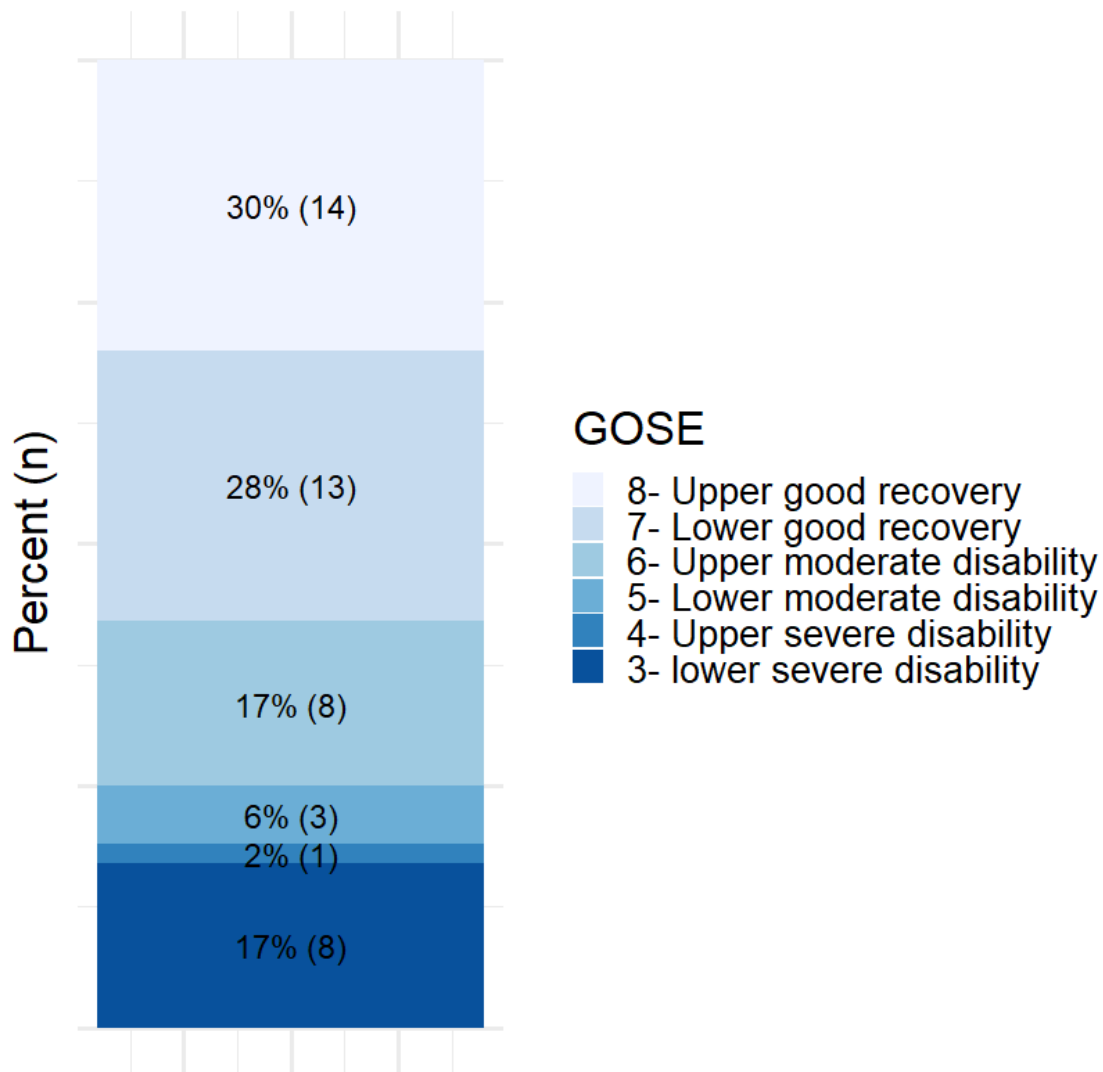 Percent (n)
30% (14)
28% (13)
17% (8)
6% (3)
2% (1)
17% (8)
GOSE
8- Upper good recovery
7- Lower good recovery
6- Upper moderate disability
5- Lower moderate disability
4- Upper severe disability
3- lower severe disability